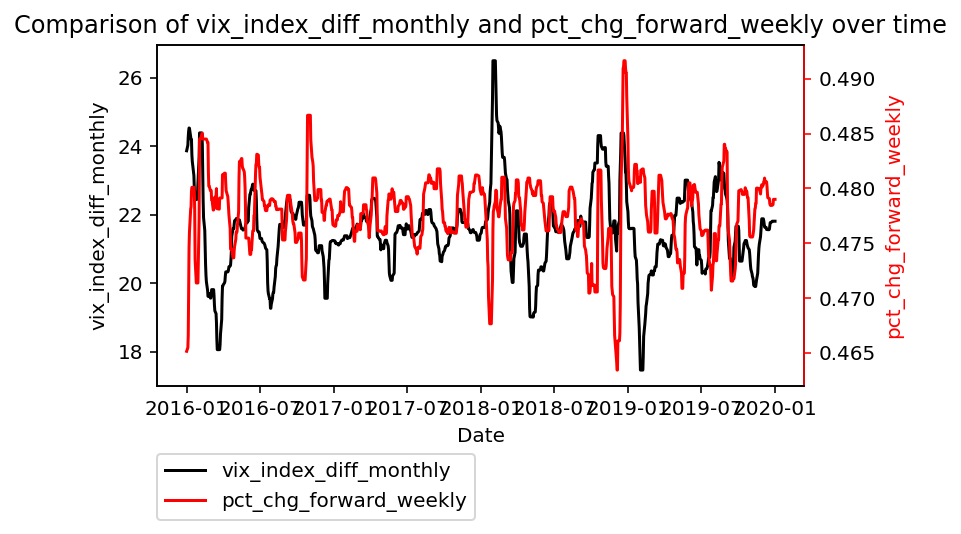 Comparison of vix_index_diff_monthly and pct_chg_forward_weekly over time
vix_index_diff_monthly
26
24
22
20
18
0.490
0.485
0.480
0.475
0.470
0.465
pct_chg_forward_weekly
2016-01 2016-07 2017-01 2017-07 2018-01 2018-07 2019-01 2019-07 2020-01
Date
vix_index_diff_monthly
pct_chg_forward_weekly